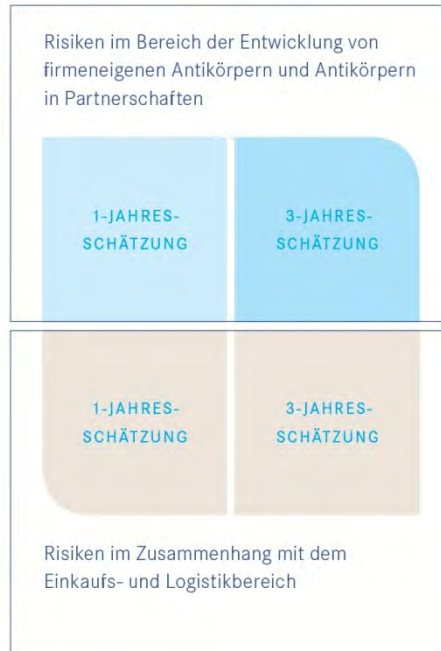 Risiken im Bereich der Entwicklung von
firmeneigenen Antikörpern und Antikörpern
in Partnerschaften
1-JAHRES-
SCHÄTZUNG
3-JAHRES-
SCHÄTZUNG
1-JAHRES-
SCHÄTZUNG
3-JAHRES-
SCHÄTZUNG
Risiken im Zusammenhang mit dem
Einkaufs- und Logistikbereich